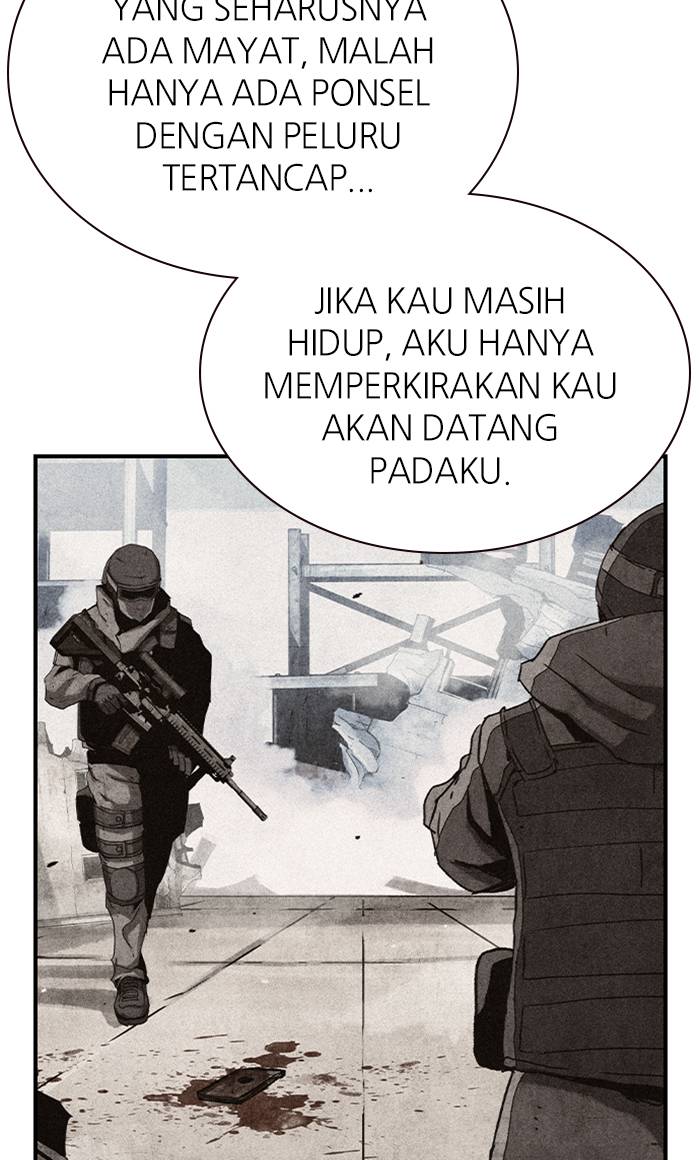 YANG SEHARUSNYA
ADA MAYAT, MALAH
HANYA ADA PONSEL
DENGAN PELURU
TERTANCAP...
JIKA KAU MASIH
HIDUP, AKU HANYA
MEMPERKIRAKAN KAU
AKAN DATANG
PADAKU.